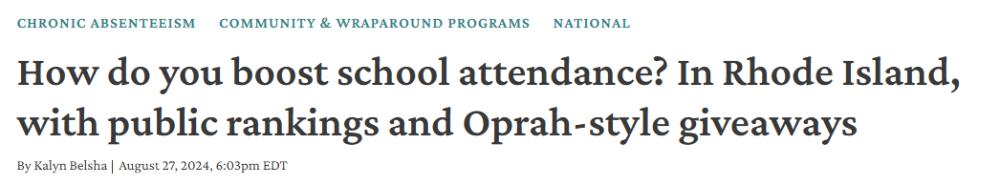 CHRONIC ABSENTEEISM COMMUNITY & WRAPAROUND PROGRAMS NATIONAL
How do you boost school attendance? In Rhode Island,
with public rankings and Oprah-style giveaways
By Kalyn Belsha | August 27, 2024, 6:03pm EDT